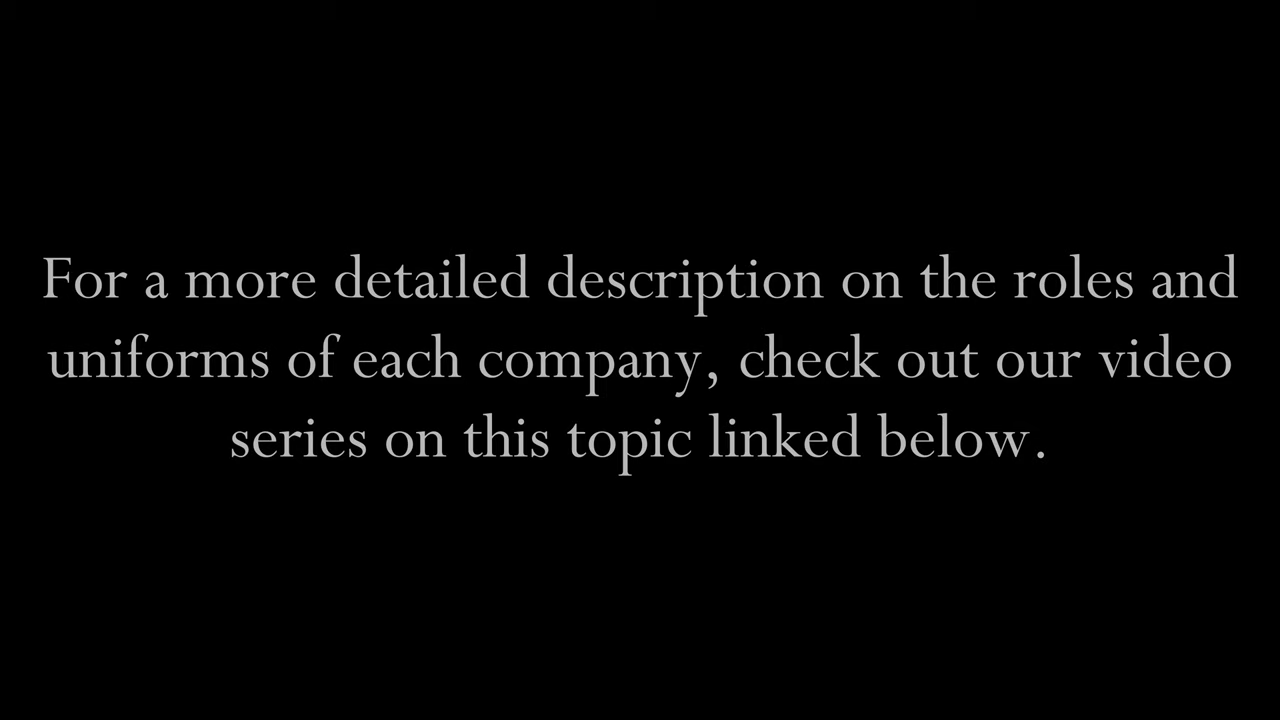 For a more detailed description on the roles and
uniforms of each company, check out our video
series on this topic linked below.